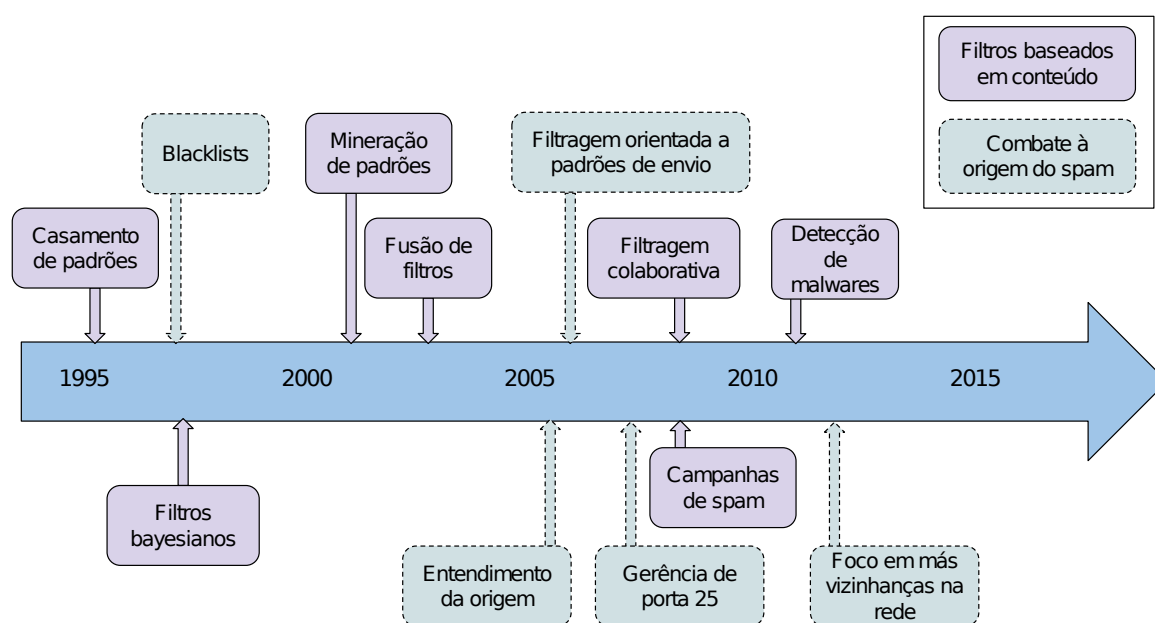 Filtros baseados
em conteúdo
Combate à
origem do spam
Blacklists
Mineração
de padrões
Filtragem orientada a
padrões de envio
Casamento
de padrões
Fusão de
filtros
Filtragem
colaborativa
Detecção
de
malwares
1995
2000
2005
2010
2015
Filtros
bayesianos
Campanhas
de spam
Entendimento
da origem
Gerência de
porta 25
Foco em más
vizinhanças na
rede